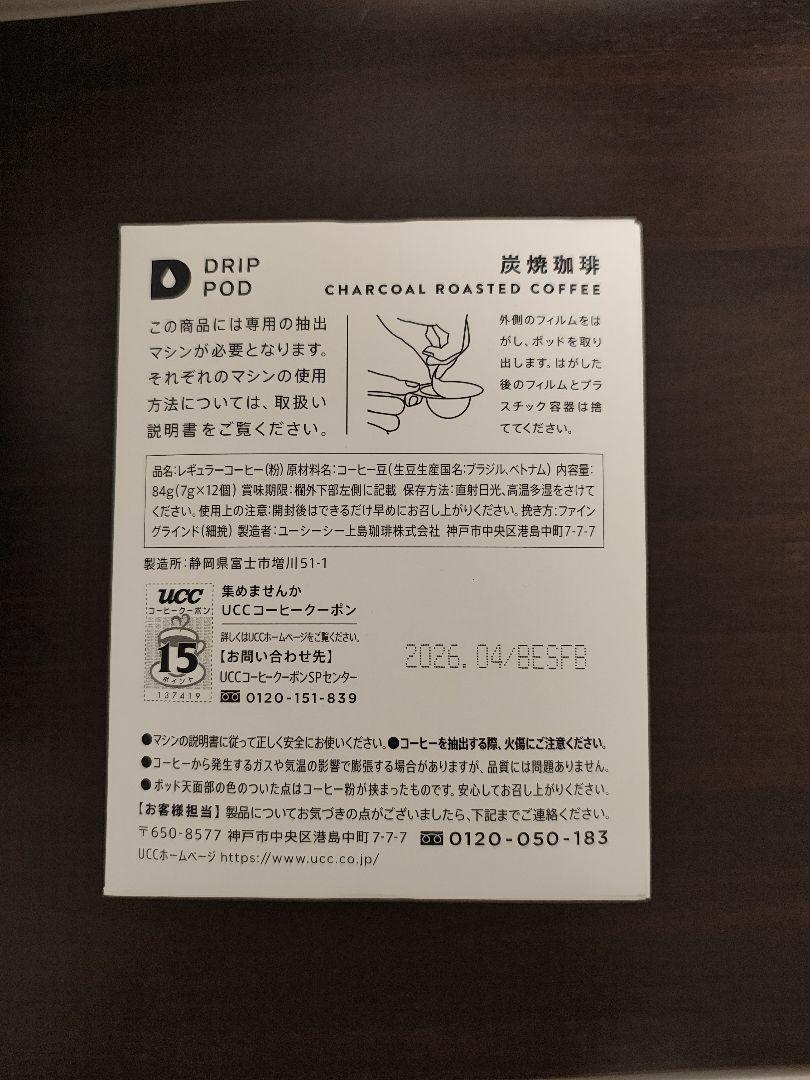 DRIP
POD
炭焼珈琲
CHARCOAL ROASTED COFFEE
この商品には専用の抽出
マシンが必要となります。
それぞれのマシンの使用
方法については、取扱い
説明書をご覧ください。
外側のフィルムをは
がし、ポッドを取り
出します。はがした
後のフィルムとプラ
スチック容器は捨
ててください。
品名:レギュラーコーヒー(粉) 原材料名:コーヒー豆(生豆生産国名:ブラジル、ベトナム) 内容量:
84g(7g×12個) 賞味期限:欄外下部左側に記載 保存方法:直射日光、高温多湿をさけて
ください。使用上の注意:開封後はできるだけ早めにお召し上がりください。挽き方:ファイン
グラインド(細挽) 製造者:ユーシーシー上島珈琲株式会社 神戸市中央区港島中町7-7-7
製造所:静岡県富士市増川51-1
UCC
コーヒークーポン
15
ポイント
137419
集めませんか
UCCコーヒークーポン
詳しくはUCCホームページをご覧ください。
【お問い合わせ先】
UCCコーヒークーポンSPセンター
0120-151-839
2026. 04/BESFB
●マシンの説明書に従って正しく安全にお使いください。●コーヒーを抽出する際、火傷にご注意ください。
●コーヒーから発生するガスや気温の影響で膨張する場合がありますが、品質には問題ありません。
●ポッド天面部の色のついた点はコーヒー粉が挟まったものです。安心してお召し上がりください。
【お客様担当】製品についてお気づきの点がございましたら、下記までご連絡ください。
〒650-8577 神戸市中央区港島中町7-7-7 0120-050-183
UCCホームページ https://www.ucc.co.jp/